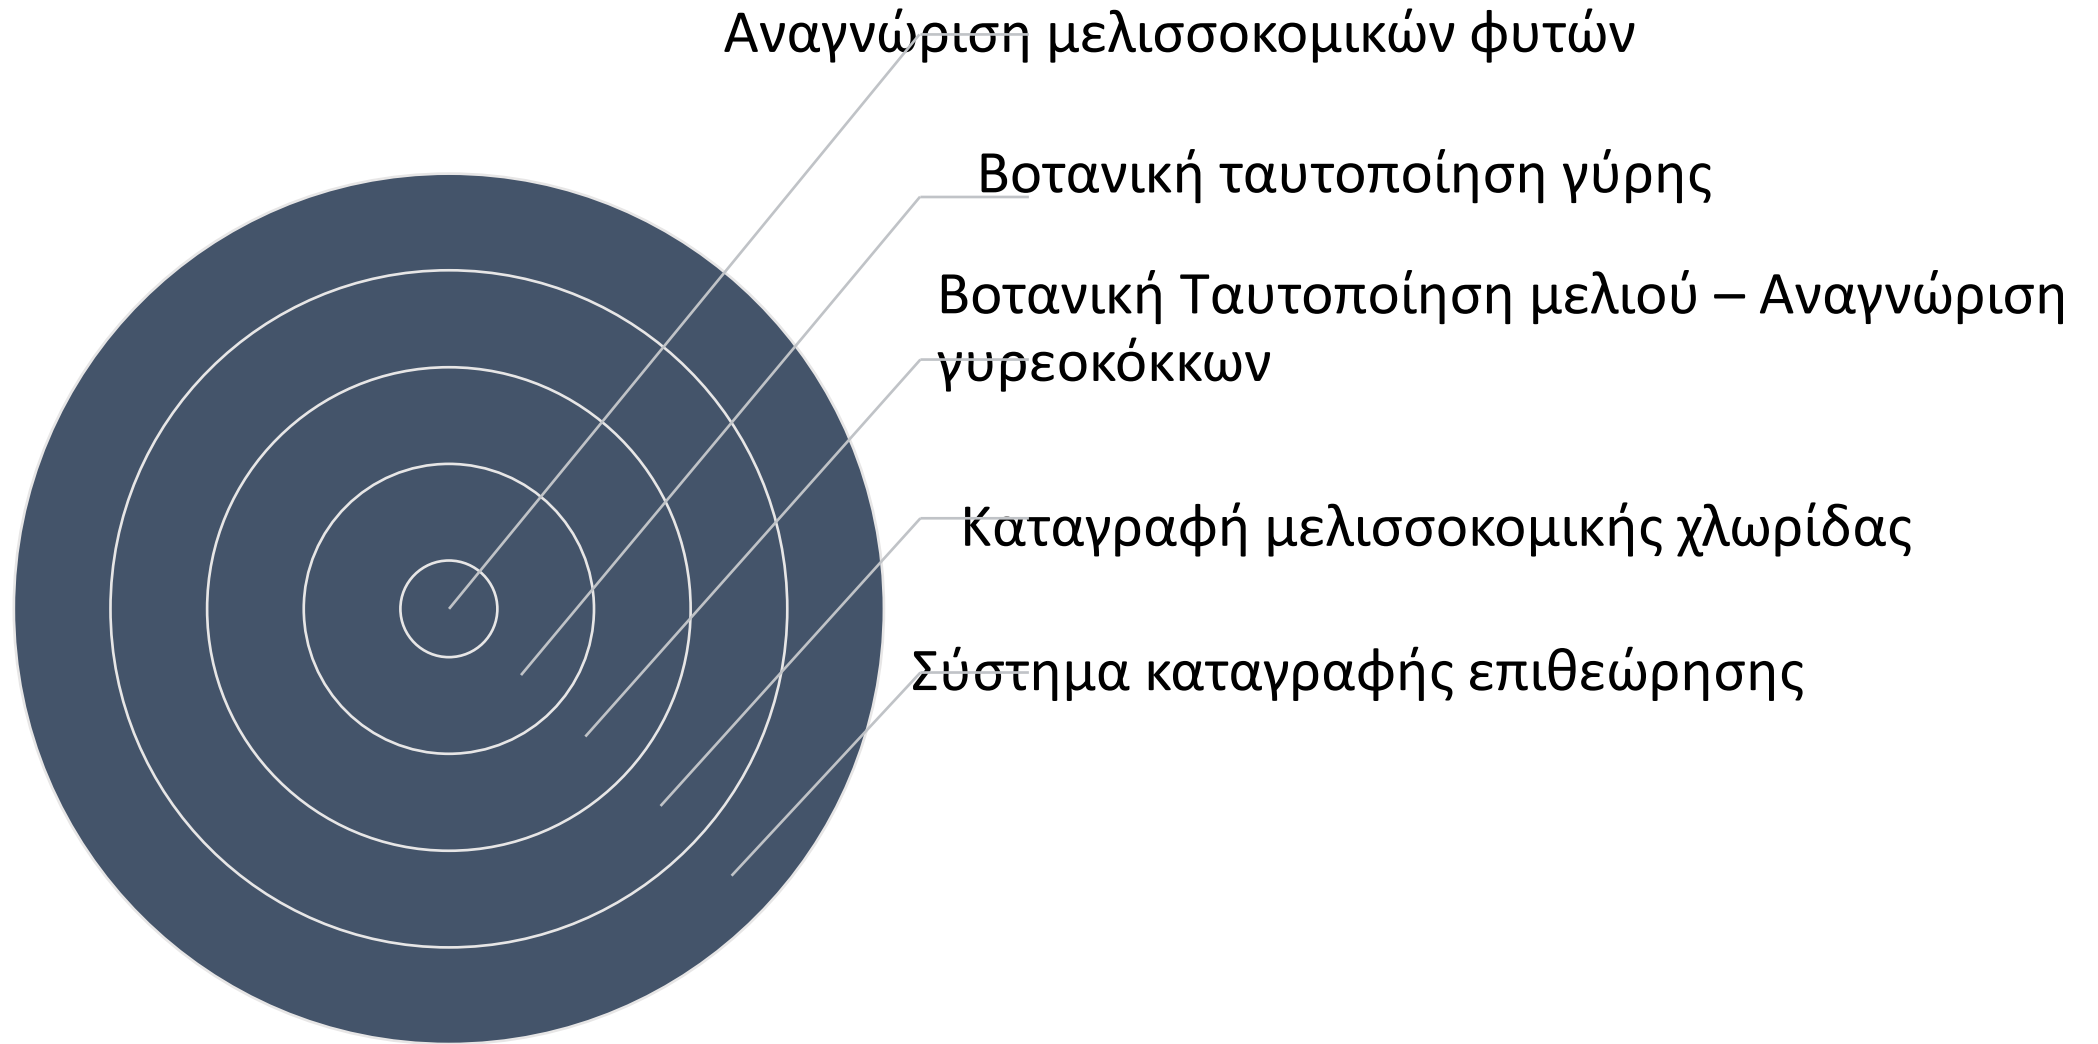 Αναγνώριση μελισσοκομικών φυτών
Βοτανική ταυτοποίηση γύρης
Βοτανική Ταυτοποίηση μελιού – Αναγνώριση
γυρεοκόκκων
Καταγραφή μελισσοκομικής χλωρίδας
Σύστημα καταγραφής επιθεώρησης